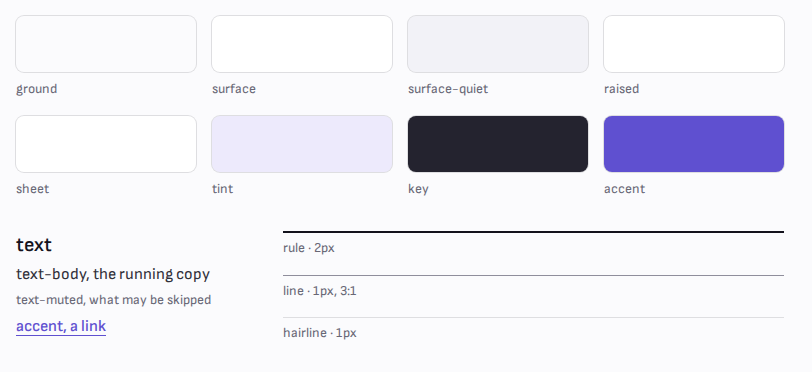 ground
surface
surface-quiet
raised
sheet
tint
key
accent
text
text-body, the running copy
text-muted, what may be skipped
accent, a link
rule · 2px
line · 1px, 3:1
hairline · 1px